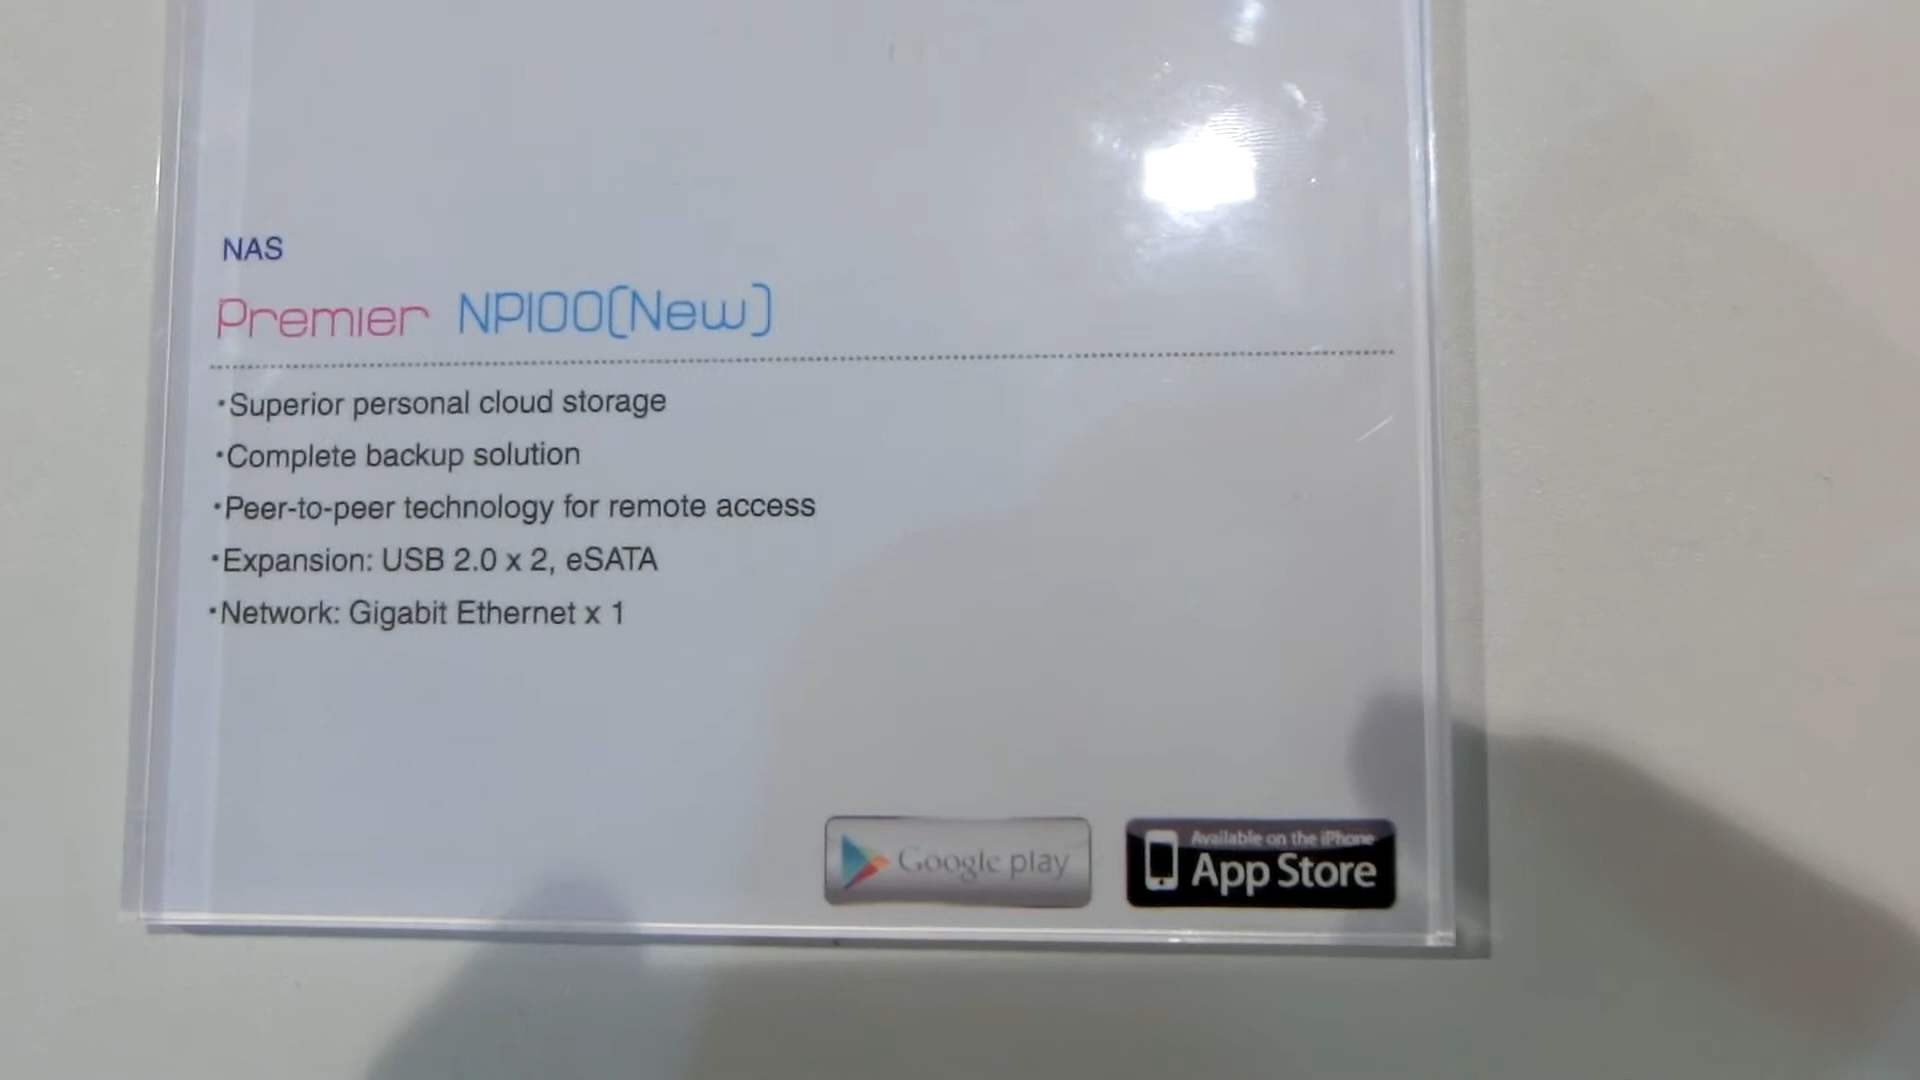 NAS
Premier NP100(New)
·Superior personal cloud storage
·Complete backup solution
·Peer-to-peer technology for remote access
·Expansion: USB 2.0 x 2, eSATA
·Network: Gigabit Ethernet x 1
Google play
Available on the iPhone
App Store